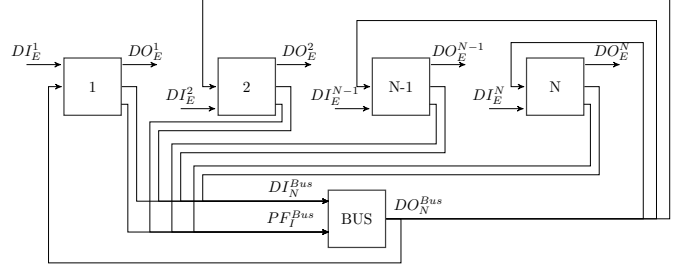 DI_E^1
DO_E^1
DO_E^2
DO_E^{N-1}
DO_E^N
1
2
N-1
N
DI_E^2
DI_E^{N-1}
DI_E^N
DI_N^{Bus}
DO_N^{Bus}
PF_I^{Bus}
BUS